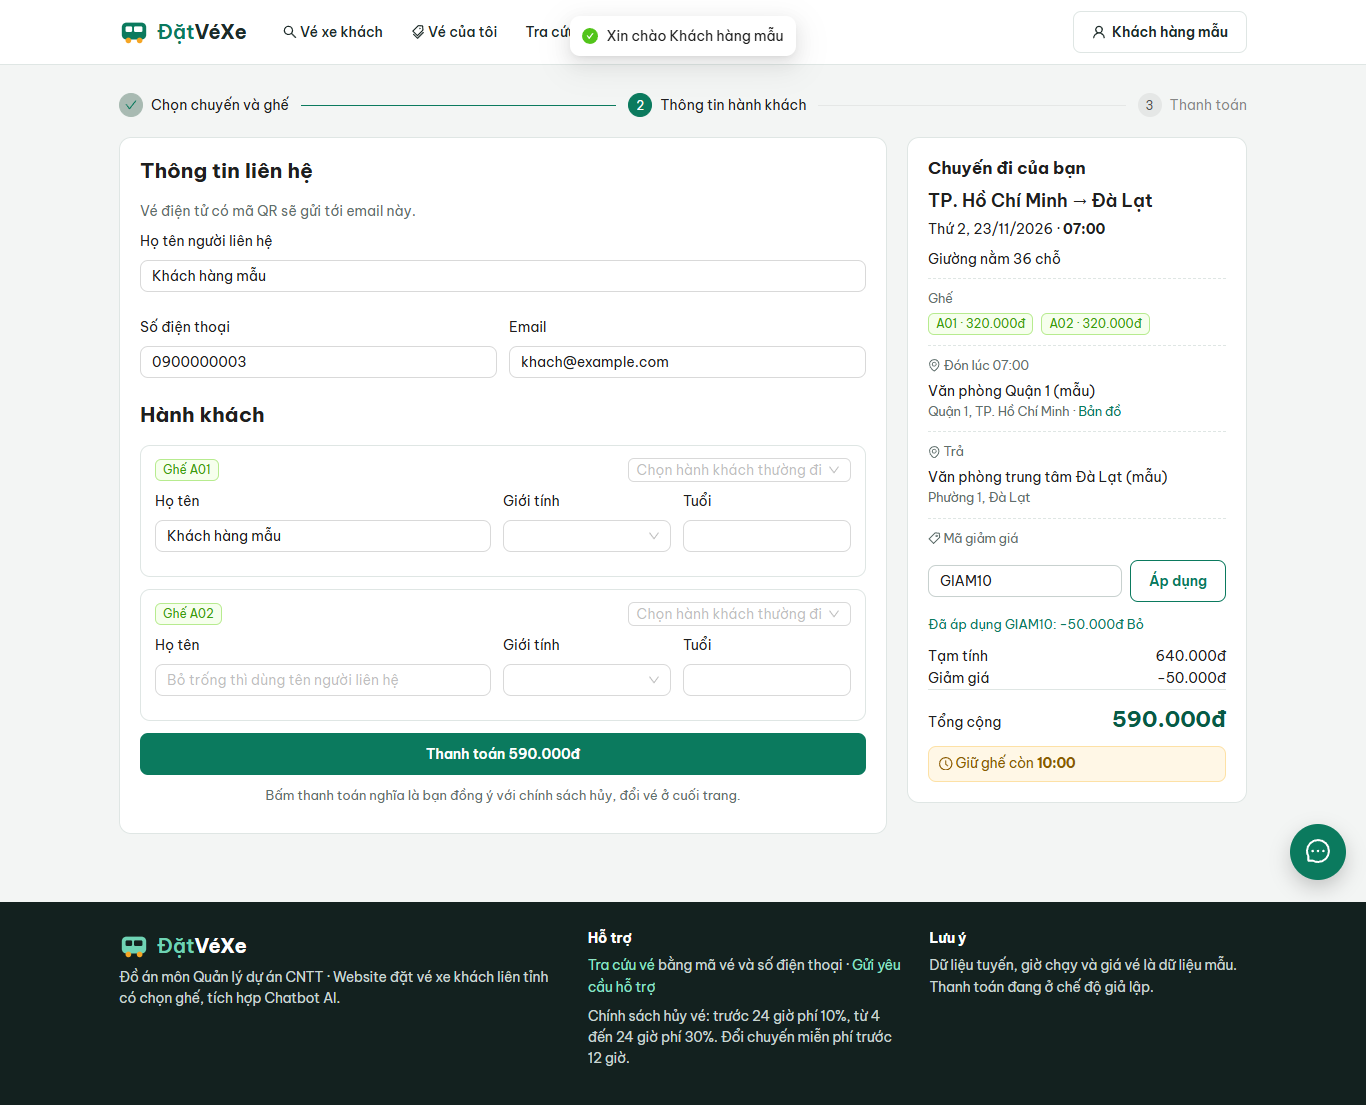 ĐặtVéXe
Vé xe khách
Vé của tôi
Tra cứu
Xin chào Khách hàng mẫu
Khách hàng mẫu
Chọn chuyến và ghế
2 Thông tin hành khách
3 Thanh toán
Thông tin liên hệ
Vé điện tử có mã QR sẽ gửi tới email này.
Họ tên người liên hệ
Khách hàng mẫu
Số điện thoại
Email
0900000003
khach@example.com
Hành khách
Ghế A01
Chọn hành khách thường đi
Họ tên
Giới tính
Tuổi
Khách hàng mẫu
Ghế A02
Chọn hành khách thường đi
Họ tên
Giới tính
Tuổi
Bỏ trống thì dùng tên người liên hệ
Thanh toán 590.000đ
Bấm thanh toán nghĩa là bạn đồng ý với chính sách hủy, đổi vé ở cuối trang.
Chuyến đi của bạn
TP. Hồ Chí Minh → Đà Lạt
Thứ 2, 23/11/2026 · 07:00
Giường nằm 36 chỗ
Ghế
A01 · 320.000đ
A02 · 320.000đ
Đón lúc 07:00
Văn phòng Quận 1 (mẫu)
Quận 1, TP. Hồ Chí Minh · Bản đồ
Trả
Văn phòng trung tâm Đà Lạt (mẫu)
Phường 1, Đà Lạt
Mã giảm giá
GIAM10
Áp dụng
Đã áp dụng GIAM10: -50.000đ Bỏ
Tạm tính 640.000đ
Giảm giá -50.000đ
Tổng cộng 590.000đ
Giữ ghế còn 10:00
ĐặtVéXe
Đồ án môn Quản lý dự án CNTT · Website đặt vé xe khách liên tỉnh
có chọn ghế, tích hợp Chatbot AI.
Hỗ trợ
Tra cứu vé bằng mã vé và số điện thoại · Gửi yêu
cầu hỗ trợ
Chính sách hủy vé: trước 24 giờ phí 10%, từ 4
đến 24 giờ phí 30%. Đổi chuyến miễn phí trước
12 giờ.
Lưu ý
Dữ liệu tuyến, giờ chạy và giá vé là dữ liệu mẫu.
Thanh toán đang ở chế độ giả lập.